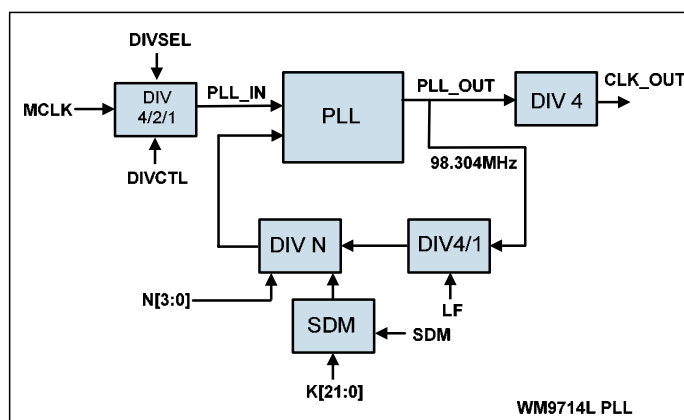 DIVSEL
MCLK
DIV
4/2/1
DIVCTL
PLL_IN
PLL
PLL_OUT
DIV 4
CLK_OUT
98.304MHz
DIV N
DIV4/1
N[3:0]
LF
SDM
SDM
K[21:0]
WM9714L PLL